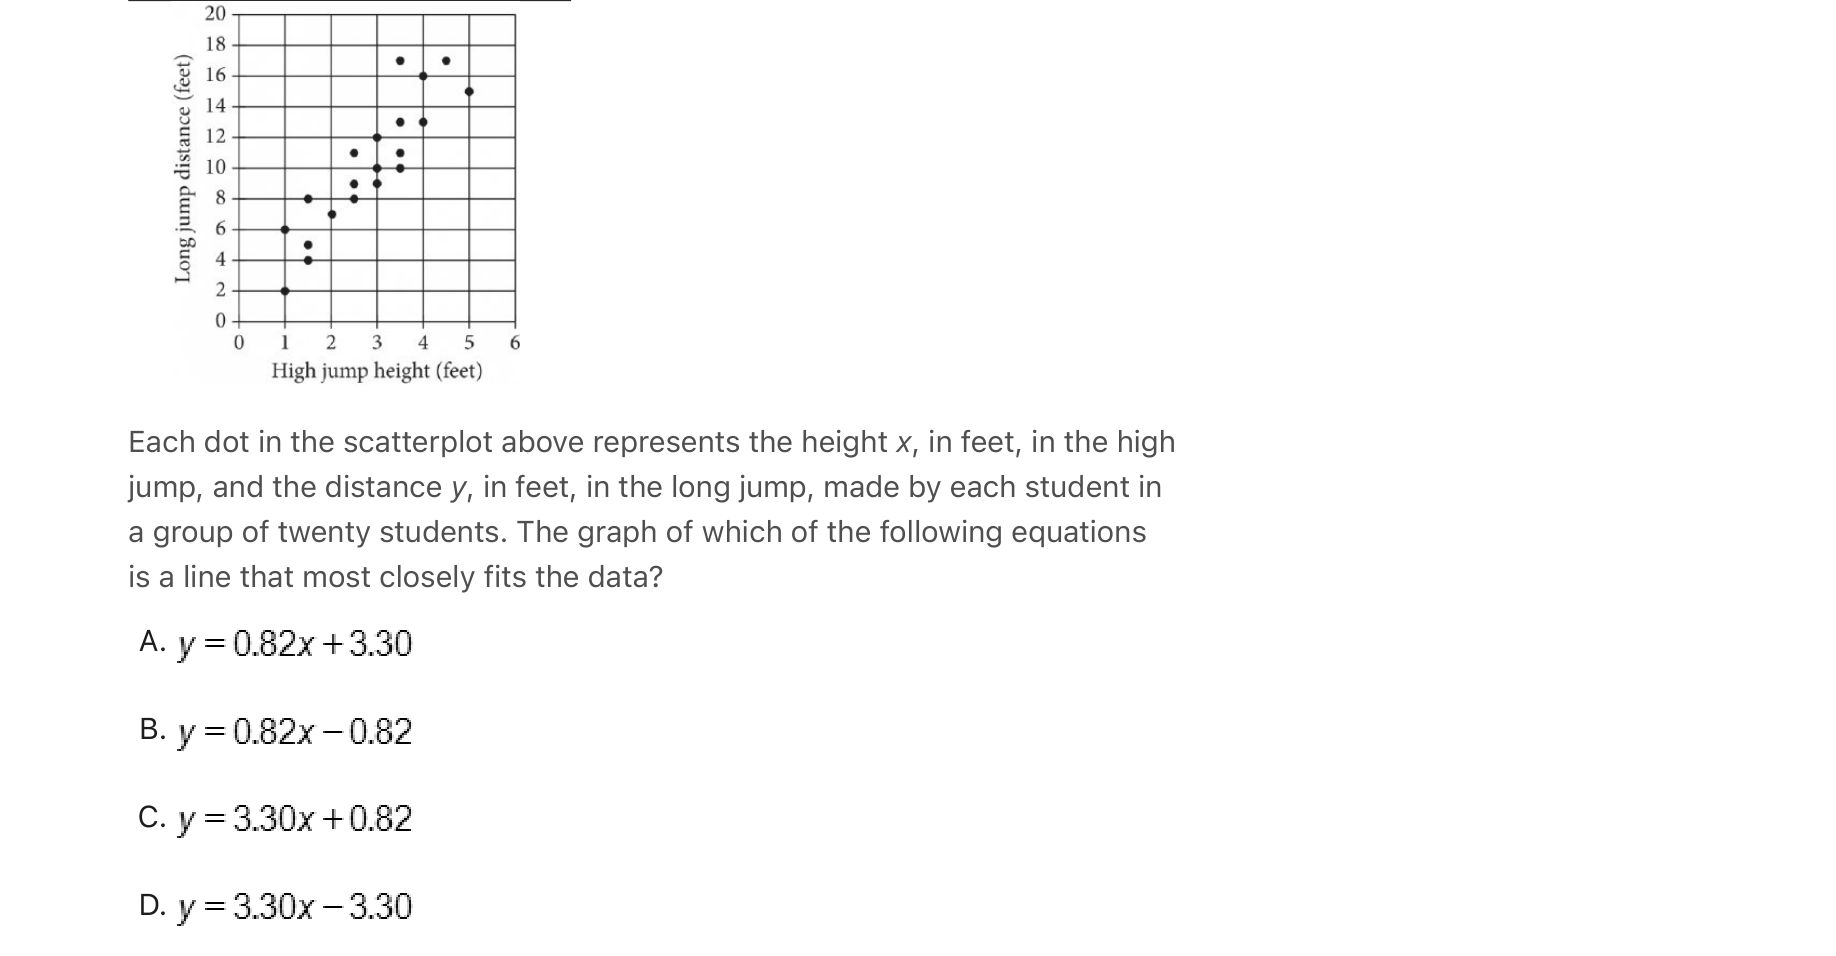 20
18
16
14
12
10
8
6
4
2
0
Long jump distance (feet)
0 1 2 3 4 5 6
High jump height (feet)
Each dot in the scatterplot above represents the height x, in feet, in the high
jump, and the distance y, in feet, in the long jump, made by each student in
a group of twenty students. The graph of which of the following equations
is a line that most closely fits the data?
A. y = 0.82x + 3.30
B. y = 0.82x − 0.82
C. y = 3.30x + 0.82
D. y = 3.30x − 3.30